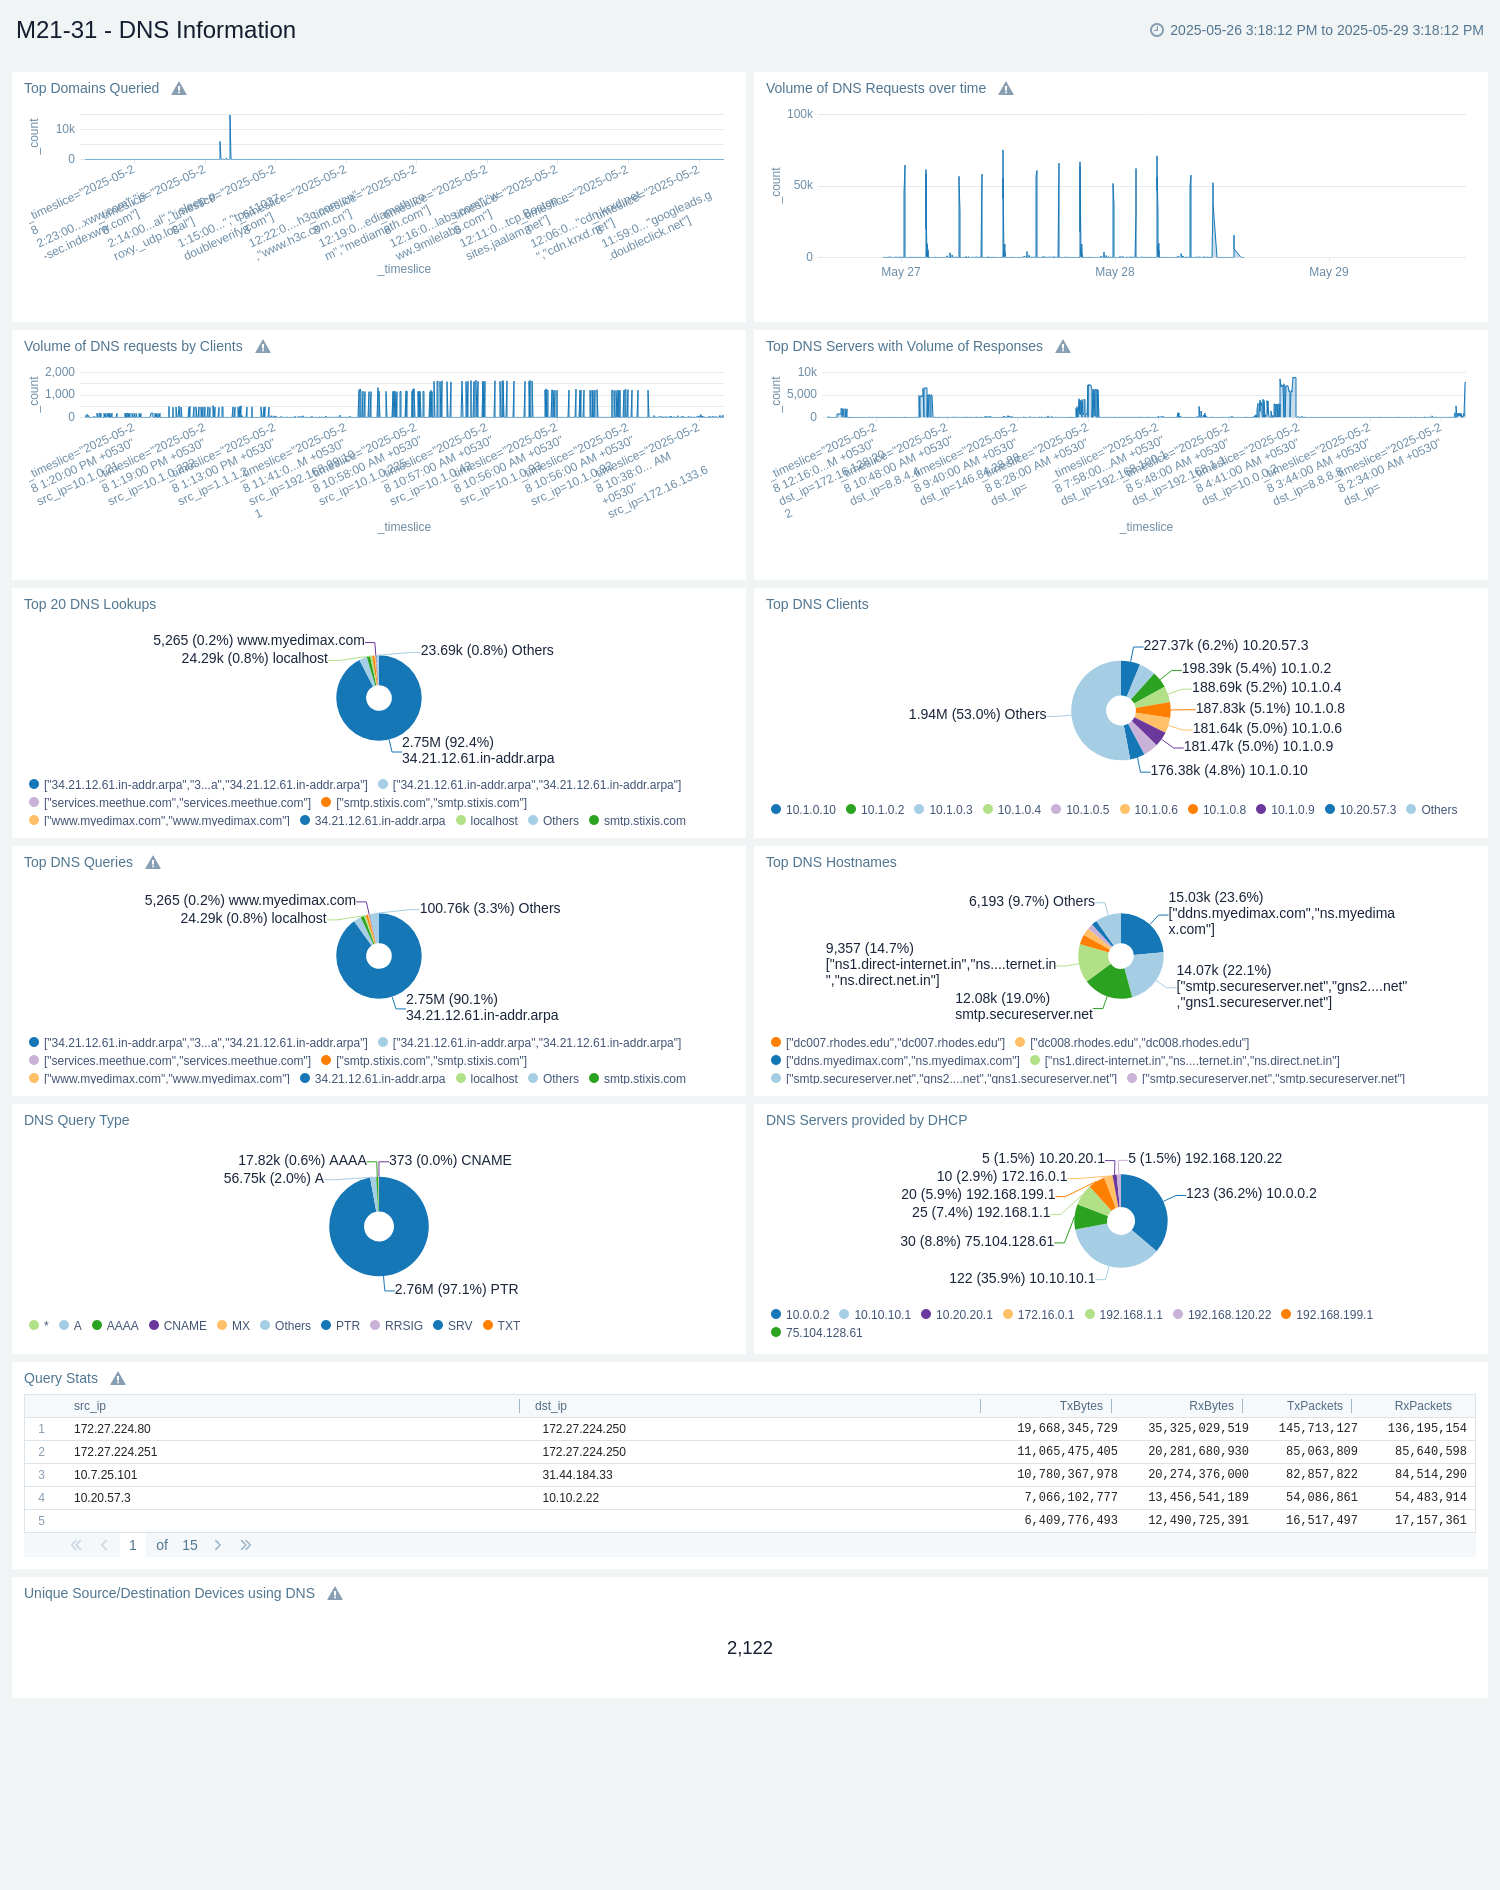 M21-31 - DNS Information
2025-05-26 3:18:12 PM to 2025-05-29 3:18:12 PM
Top Domains Queried
_count
10k
0
_timeslice
Volume of DNS Requests over time
_count
100k
50k
0
May 27
May 28
May 29
Volume of DNS requests by Clients
_count
2,000
1,000
0
_timeslice
Top DNS Servers with Volume of Responses
_count
10k
5,000
0
_timeslice
Top 20 DNS Lookups
5,265 (0.2%) www.myedimax.com
24.29k (0.8%) localhost
23.69k (0.8%) Others
2.75M (92.4%)
34.21.12.61.in-addr.arpa
["34.21.12.61.in-addr.arpa","3...a","34.21.12.61.in-addr.arpa"]
["34.21.12.61.in-addr.arpa","34.21.12.61.in-addr.arpa"]
["services.meethue.com","services.meethue.com"]
["smtp.stixis.com","smtp.stixis.com"]
["www.myedimax.com","www.myedimax.com"]
34.21.12.61.in-addr.arpa
localhost
Others
smtp.stixis.com
Top DNS Clients
227.37k (6.2%) 10.20.57.3
198.39k (5.4%) 10.1.0.2
188.69k (5.2%) 10.1.0.4
187.83k (5.1%) 10.1.0.8
181.64k (5.0%) 10.1.0.6
181.47k (5.0%) 10.1.0.9
176.38k (4.8%) 10.1.0.10
1.94M (53.0%) Others
10.1.0.10
10.1.0.2
10.1.0.3
10.1.0.4
10.1.0.5
10.1.0.6
10.1.0.8
10.1.0.9
10.20.57.3
Others
Top DNS Queries
5,265 (0.2%) www.myedimax.com
24.29k (0.8%) localhost
100.76k (3.3%) Others
2.75M (90.1%)
34.21.12.61.in-addr.arpa
["34.21.12.61.in-addr.arpa","3...a","34.21.12.61.in-addr.arpa"]
["34.21.12.61.in-addr.arpa","34.21.12.61.in-addr.arpa"]
["services.meethue.com","services.meethue.com"]
["smtp.stixis.com","smtp.stixis.com"]
["www.myedimax.com","www.myedimax.com"]
34.21.12.61.in-addr.arpa
localhost
Others
smtp.stixis.com
Top DNS Hostnames
6,193 (9.7%) Others
15.03k (23.6%)
["ddns.myedimax.com","ns.myedima
x.com"]
9,357 (14.7%)
["ns1.direct-internet.in","ns....ternet.in
","ns.direct.net.in"]
14.07k (22.1%)
["smtp.secureserver.net","gns2....net"
,"gns1.secureserver.net"]
12.08k (19.0%)
smtp.secureserver.net
["dc007.rhodes.edu","dc007.rhodes.edu"]
["dc008.rhodes.edu","dc008.rhodes.edu"]
["ddns.myedimax.com","ns.myedimax.com"]
["ns1.direct-internet.in","ns....ternet.in","ns.direct.net.in"]
["smtp.secureserver.net","gns2....net","gns1.secureserver.net"]
["smtp.secureserver.net","smtp.secureserver.net"]
DNS Query Type
17.82k (0.6%) AAAA
373 (0.0%) CNAME
56.75k (2.0%) A
2.76M (97.1%) PTR
*
A
AAAA
CNAME
MX
Others
PTR
RRSIG
SRV
TXT
DNS Servers provided by DHCP
5 (1.5%) 10.20.20.1
5 (1.5%) 192.168.120.22
10 (2.9%) 172.16.0.1
20 (5.9%) 192.168.199.1
25 (7.4%) 192.168.1.1
123 (36.2%) 10.0.0.2
30 (8.8%) 75.104.128.61
122 (35.9%) 10.10.10.1
10.0.0.2
10.10.10.1
10.20.20.1
172.16.0.1
192.168.1.1
192.168.120.22
192.168.199.1
75.104.128.61
Query Stats
src_ip dst_ip TxBytes RxBytes TxPackets RxPackets
1 172.27.224.80 172.27.224.250 19,668,345,729 35,325,029,519 145,713,127 136,195,154
2 172.27.224.251 172.27.224.250 11,065,475,405 20,281,680,930 85,063,809 85,640,598
3 10.7.25.101 31.44.184.33 10,780,367,978 20,274,376,000 82,857,822 84,514,290
4 10.20.57.3 10.10.2.22 7,066,102,777 13,456,541,189 54,086,861 54,483,914
5 6,409,776,493 12,490,725,391 16,517,497 17,157,361
1 of 15
Unique Source/Destination Devices using DNS
2,122